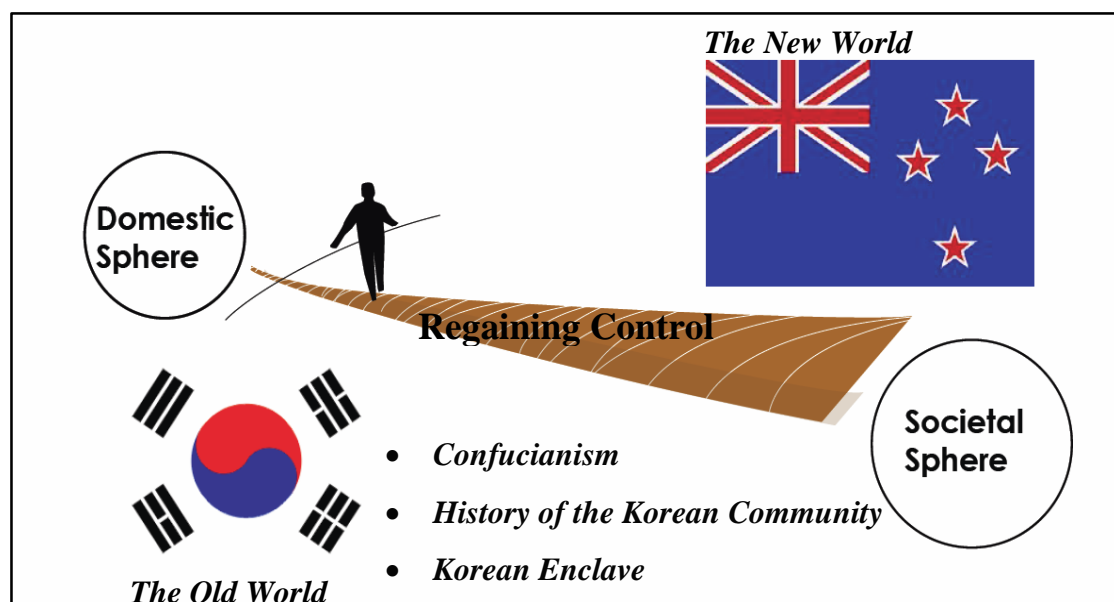 The New World
Domestic
Sphere
Regaining Control
Societal
Sphere
• Confucianism
• History of the Korean Community
• Korean Enclave
The Old World